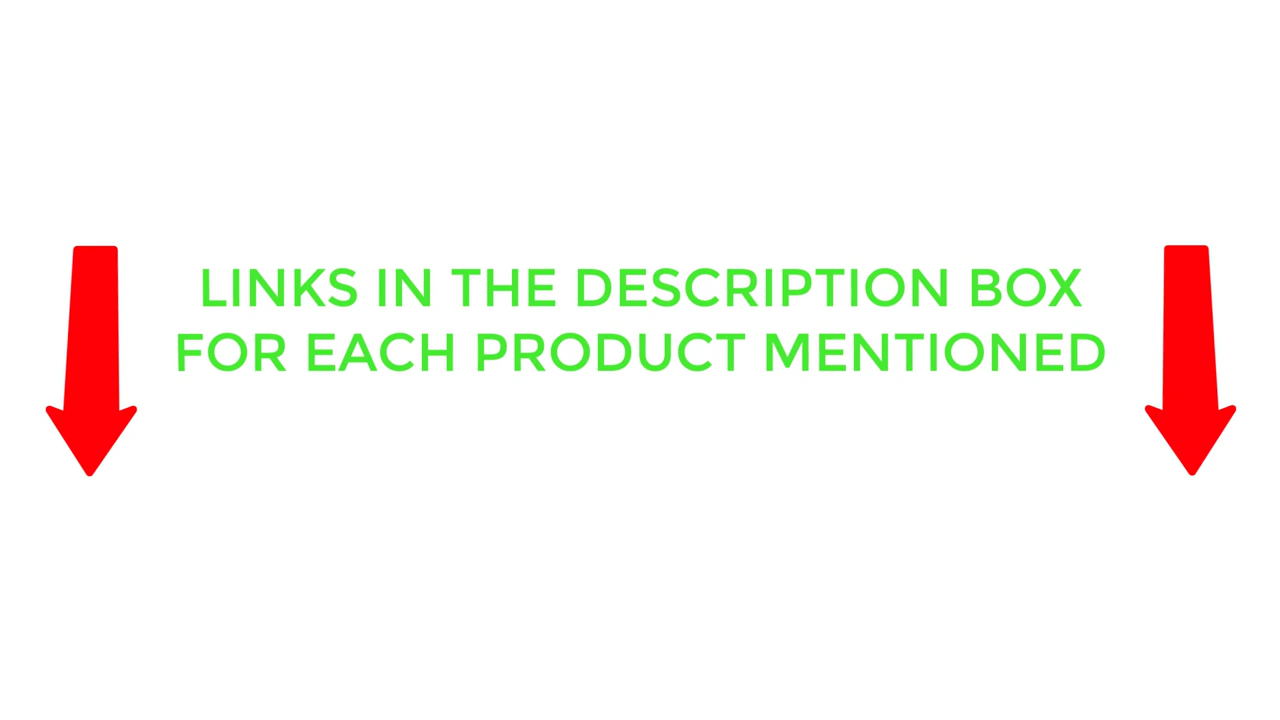 LINKS IN THE DESCRIPTION BOX
FOR EACH PRODUCT MENTIONED